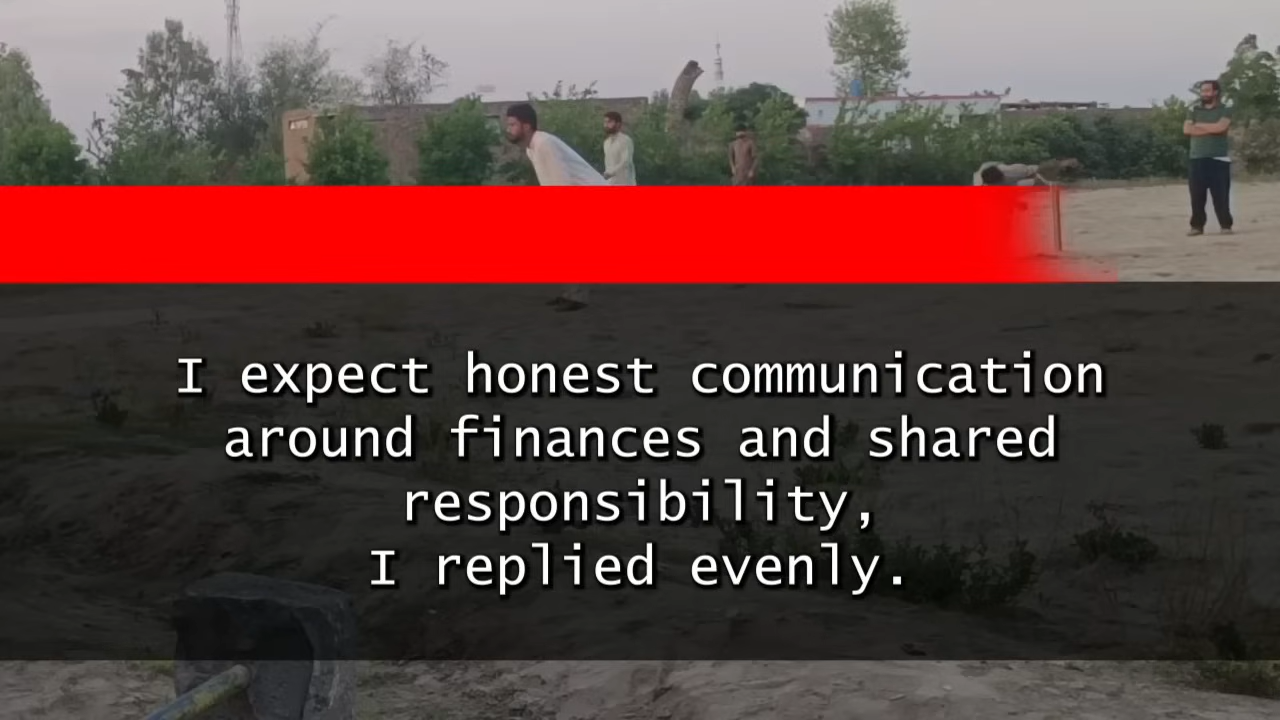 I expect honest communication
around finances and shared
responsibility,
I replied evenly.